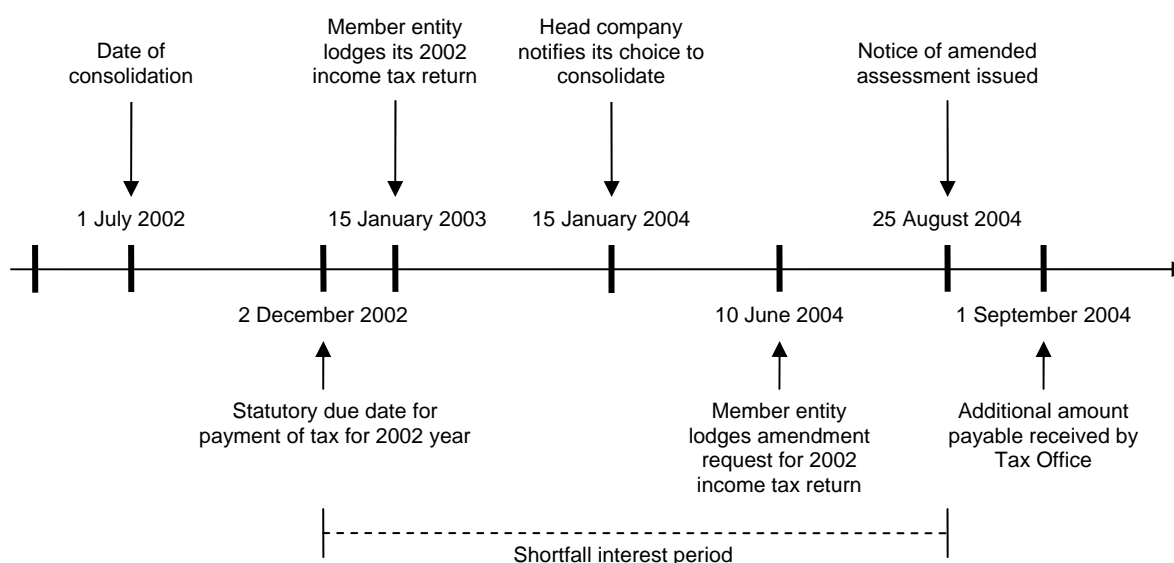 Date of
consolidation
Member entity
lodges its 2002
income tax return
Head company
notifies its choice to
consolidate
Notice of amended
assessment issued
1 July 2002
15 January 2003
15 January 2004
25 August 2004
2 December 2002
10 June 2004
1 September 2004
Statutory due date for
payment of tax for 2002 year
Member entity
lodges amendment
request for 2002
income tax return
Additional amount
payable received by
Tax Office
Shortfall interest period